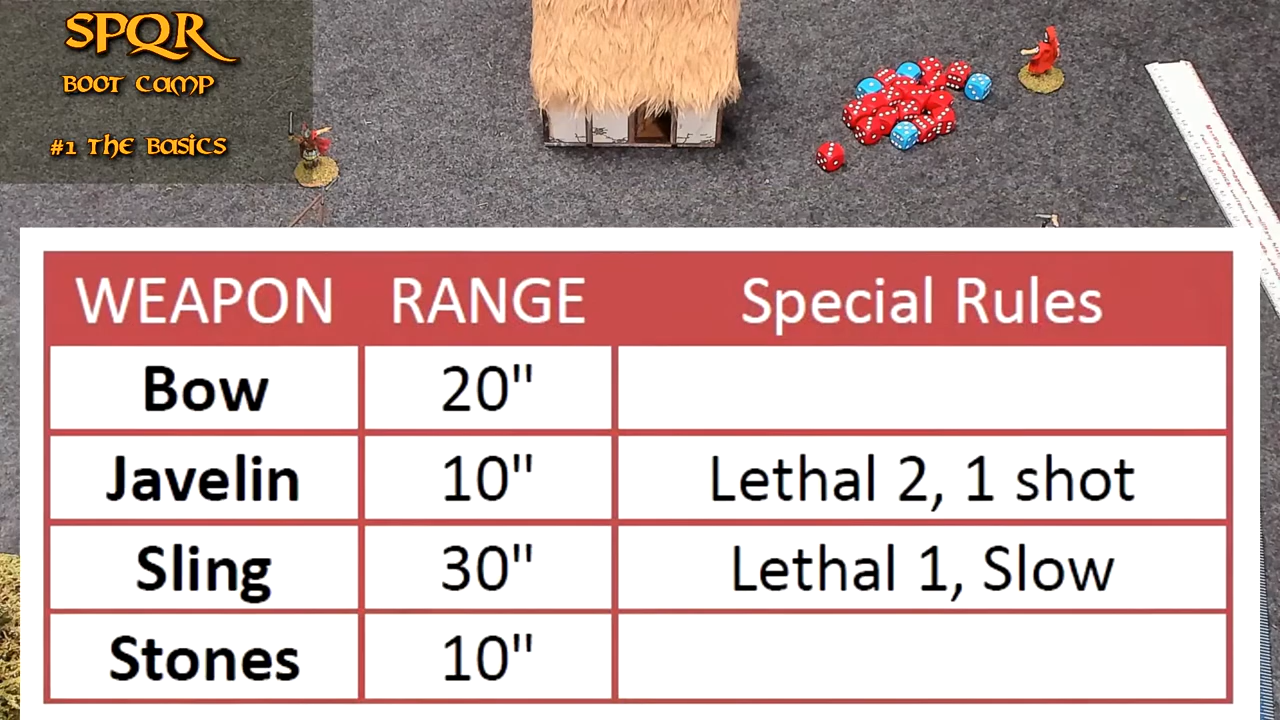 SPQR
BOOT CAMP
#1 THE BASICS
WEAPON RANGE Special Rules
Bow 20"
Javelin 10" Lethal 2, 1 shot
Sling 30" Lethal 1, Slow
Stones 10"